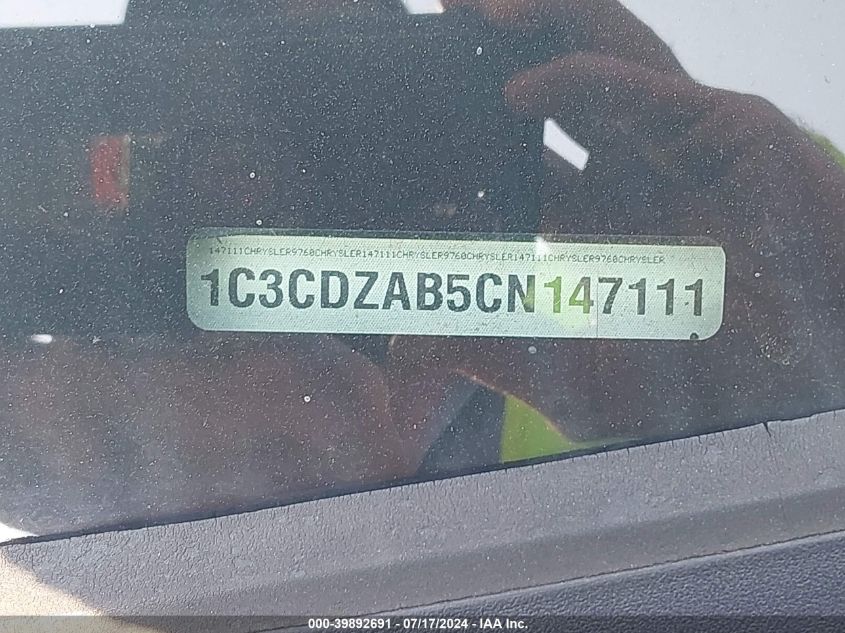 147111CHRYSLER9760CHRYSLER147111CHRYSLER9760CHRYSLER147111CHRYSLER9760CHRYSLER
1C3CDZAB5CN147111
000-39892691 - 07/17/2024 - IAA Inc.